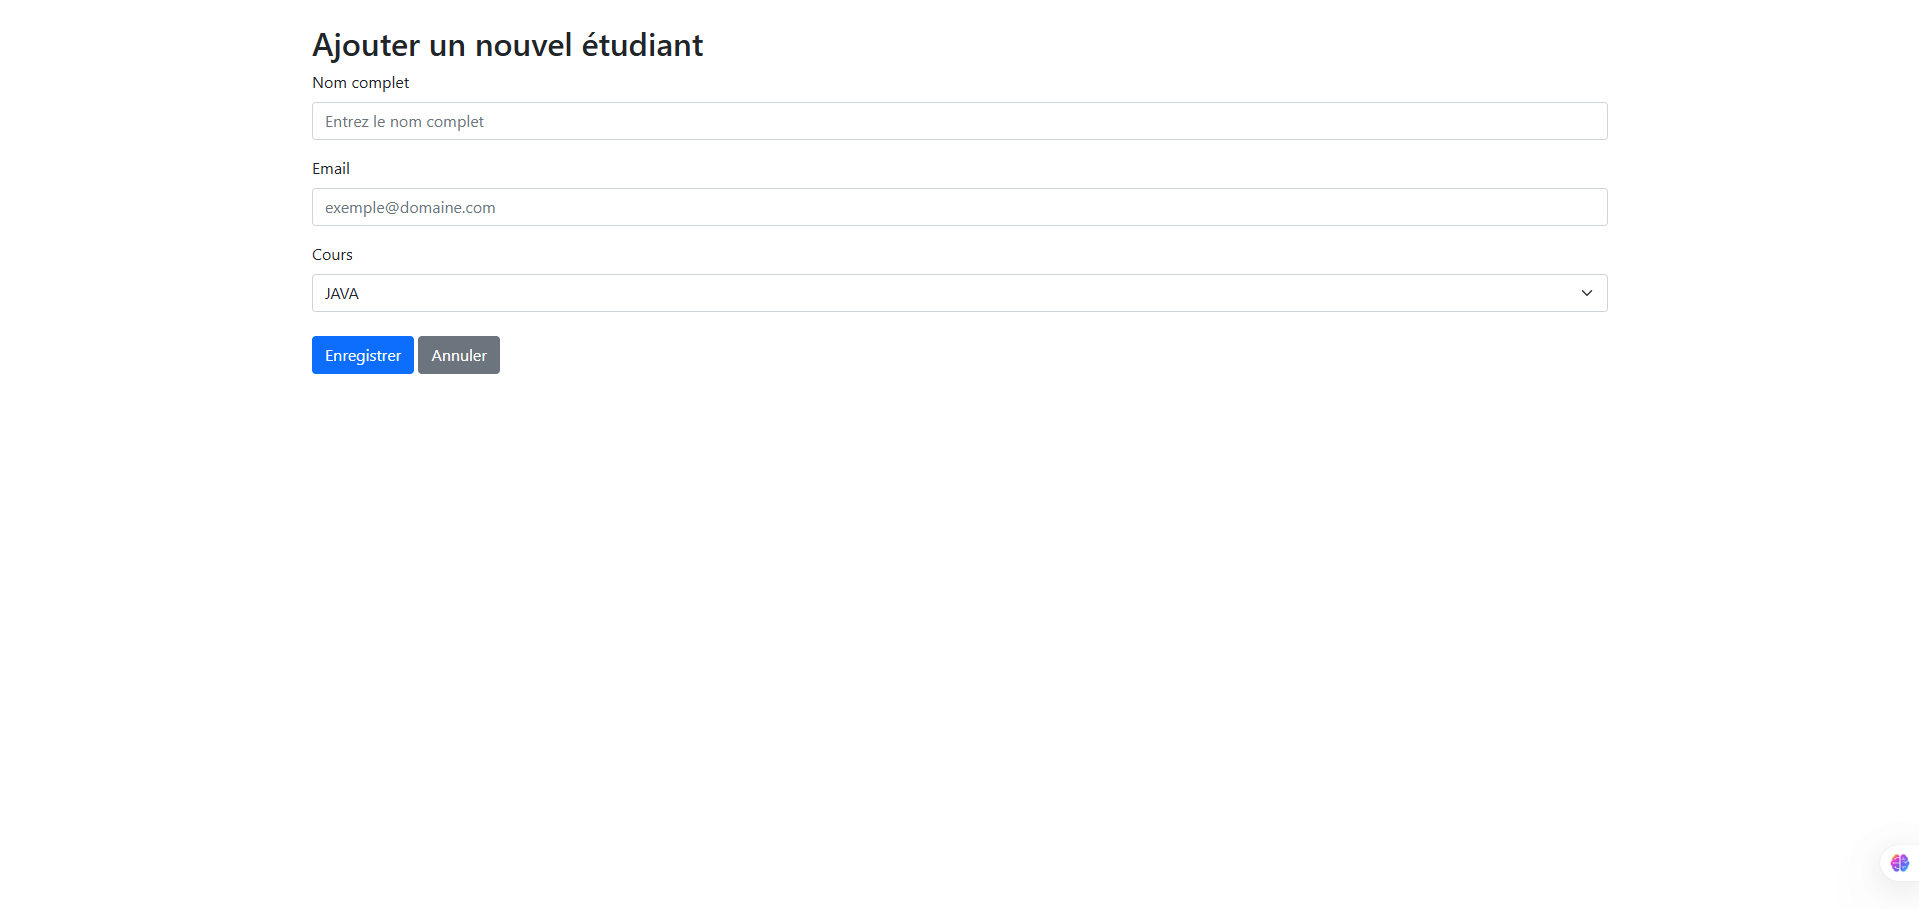 Ajouter un nouvel étudiant
Nom complet
Entrez le nom complet
Email
exemple@domaine.com
Cours
JAVA
Enregistrer Annuler